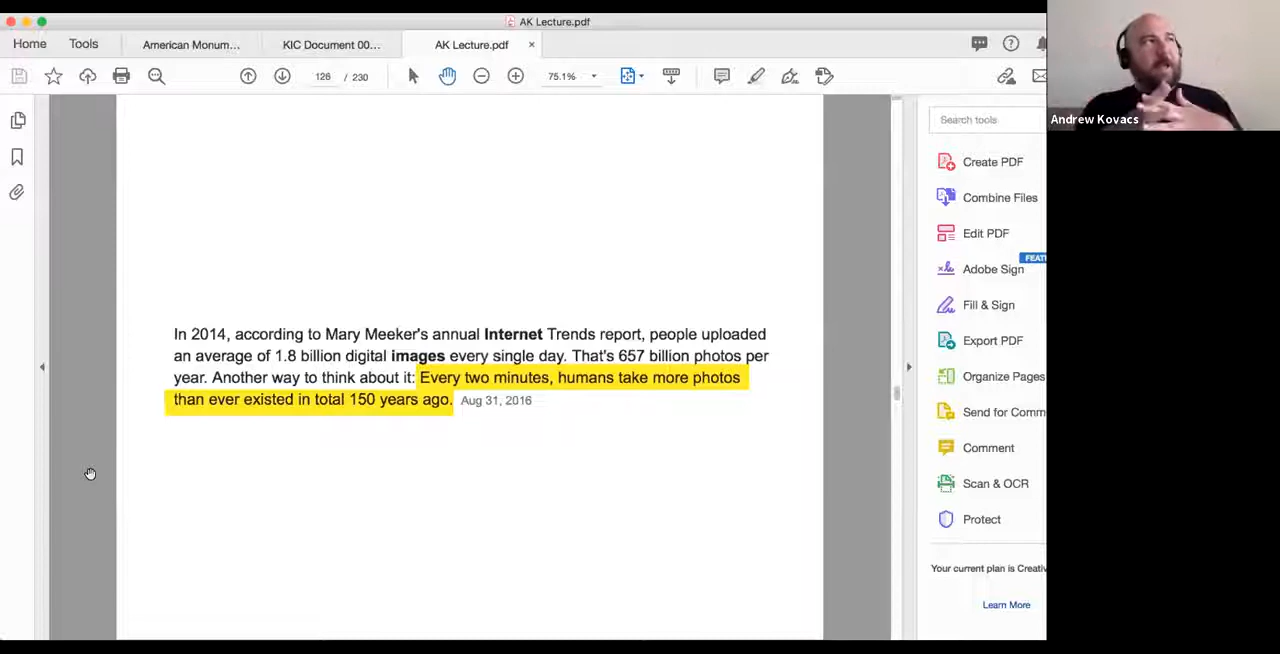 AK Lecture.pdf
Home Tools American Monum... KIC Document 00... AK Lecture.pdf ×
126 / 230 75.1%
Andrew Kovacs
Search tools
Create PDF
Combine Files
Edit PDF
Adobe Sign
Fill & Sign
Export PDF
Organize Pages
Send for Comm
Comment
Scan & OCR
Protect
Your current plan is Creativ
Learn More
In 2014, according to Mary Meeker's annual Internet Trends report, people uploaded
an average of 1.8 billion digital images every single day. That's 657 billion photos per
year. Another way to think about it: Every two minutes, humans take more photos
than ever existed in total 150 years ago. Aug 31, 2016